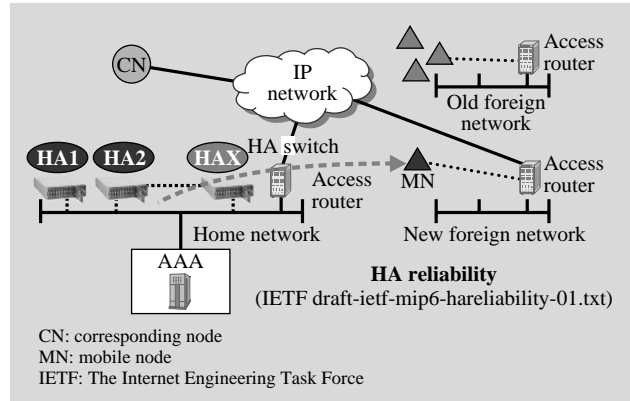 CN
IP
network
Access
router
Old foreign
network
HA1
HA2
HAX
HA switch
Access
router
MN
Access
router
Home network
New foreign network
AAA
HA reliability
(IETF draft-ietf-mip6-hareliability-01.txt)
CN: corresponding node
MN: mobile node
IETF: The Internet Engineering Task Force